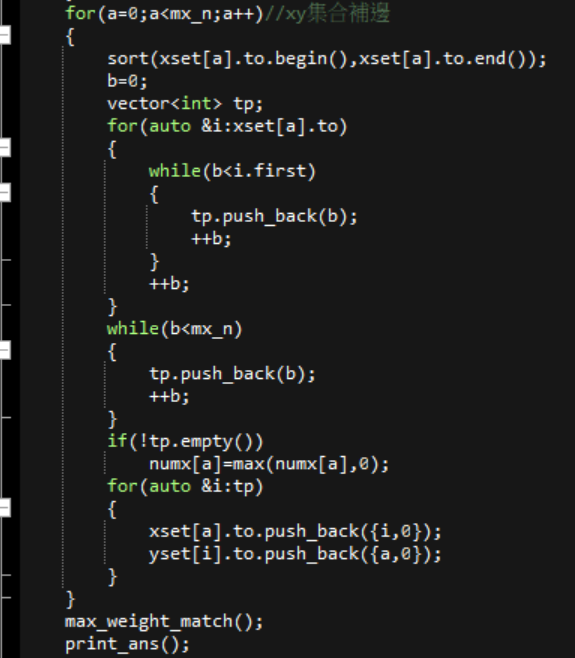 for(a=0;a<mx_n;a++)//xy集合補邊
{
sort(xset[a].to.begin(),xset[a].to.end());
b=0;
vector<int> tp;
for(auto &i:xset[a].to)
{
while(b<i.first)
{
tp.push_back(b);
++b;
}
++b;
}
while(b<mx_n)
{
tp.push_back(b);
++b;
}
if(!tp.empty())
numx[a]=max(numx[a],0);
for(auto &i:tp)
{
xset[a].to.push_back({i,0});
yset[i].to.push_back({a,0});
}
}
max_weight_match();
print_ans();